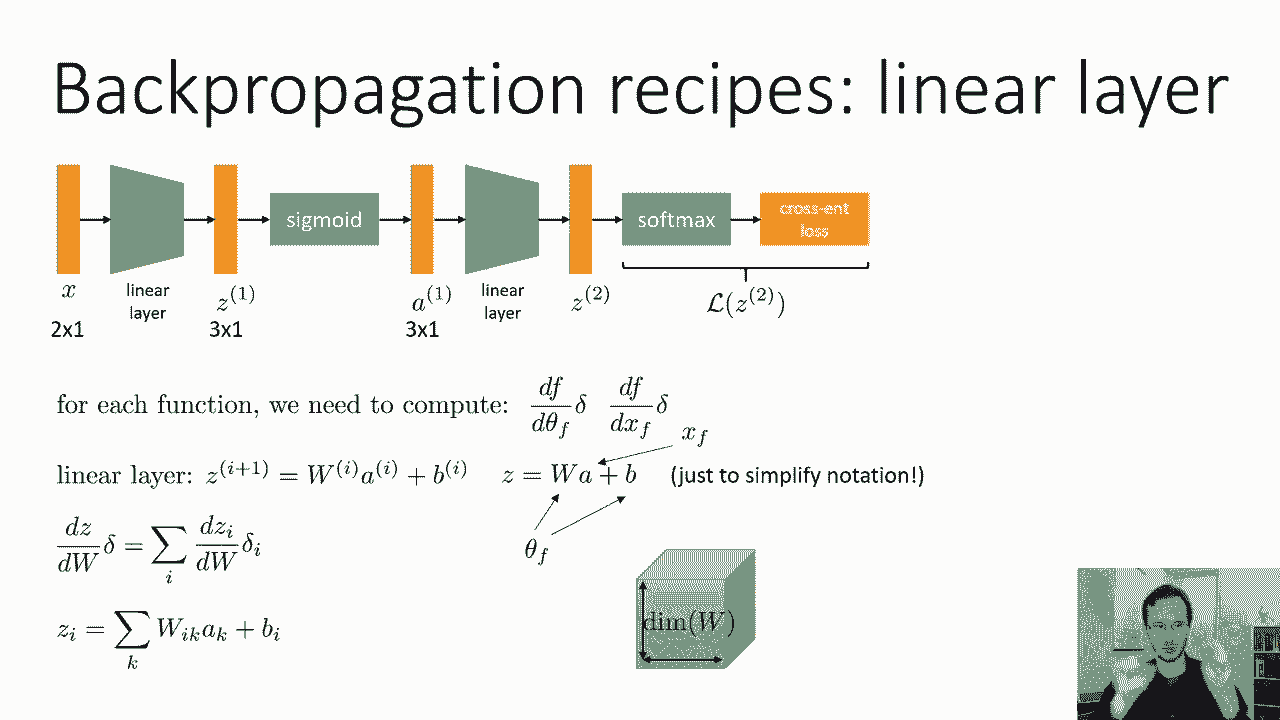 Backpropagation recipes: linear layer
sigmoid
softmax
cross-ent
loss
x
linear
layer
z^{(1)}
a^{(1)}
linear
layer
z^{(2)}
\mathcal{L}(z^{(2)})
2x1
3x1
3x1
for each function, we need to compute: \frac{df}{d\theta_f}\delta \frac{df}{dx_f}\delta
x_f
linear layer: z^{(i+1)} = W^{(i)}a^{(i)} + b^{(i)} z = Wa + b (just to simplify notation!)
\frac{dz}{dW}\delta = \sum_i \frac{dz_i}{dW}\delta_i
\theta_f
z_i = \sum_k W_{ik}a_k + b_i
dim(W)